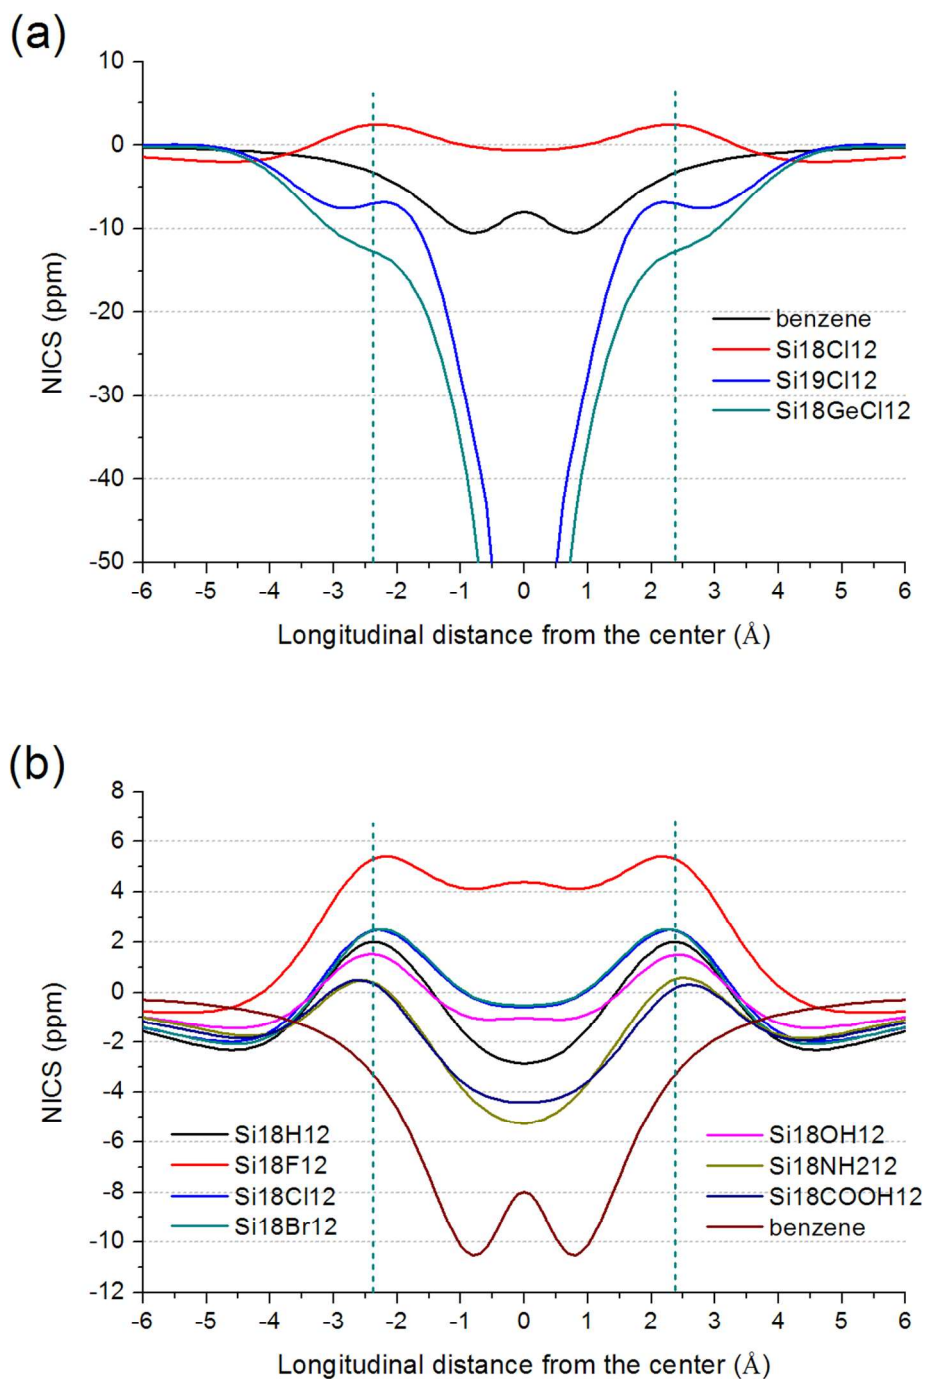 (a)
10
0
-10
-20
-30
-40
-50
NICS (ppm)
benzene
Si18Cl12
Si19Cl12
Si18GeCl12
-6 -5 -4 -3 -2 -1 0 1 2 3 4 5 6
Longitudinal distance from the center (Å)
(b)
8
6
4
2
0
-2
-4
-6
-8
-10
-12
NICS (ppm)
Si18H12
Si18F12
Si18Cl12
Si18Br12
Si18OH12
Si18NH212
Si18COOH12
benzene
-6 -5 -4 -3 -2 -1 0 1 2 3 4 5 6
Longitudinal distance from the center (Å)